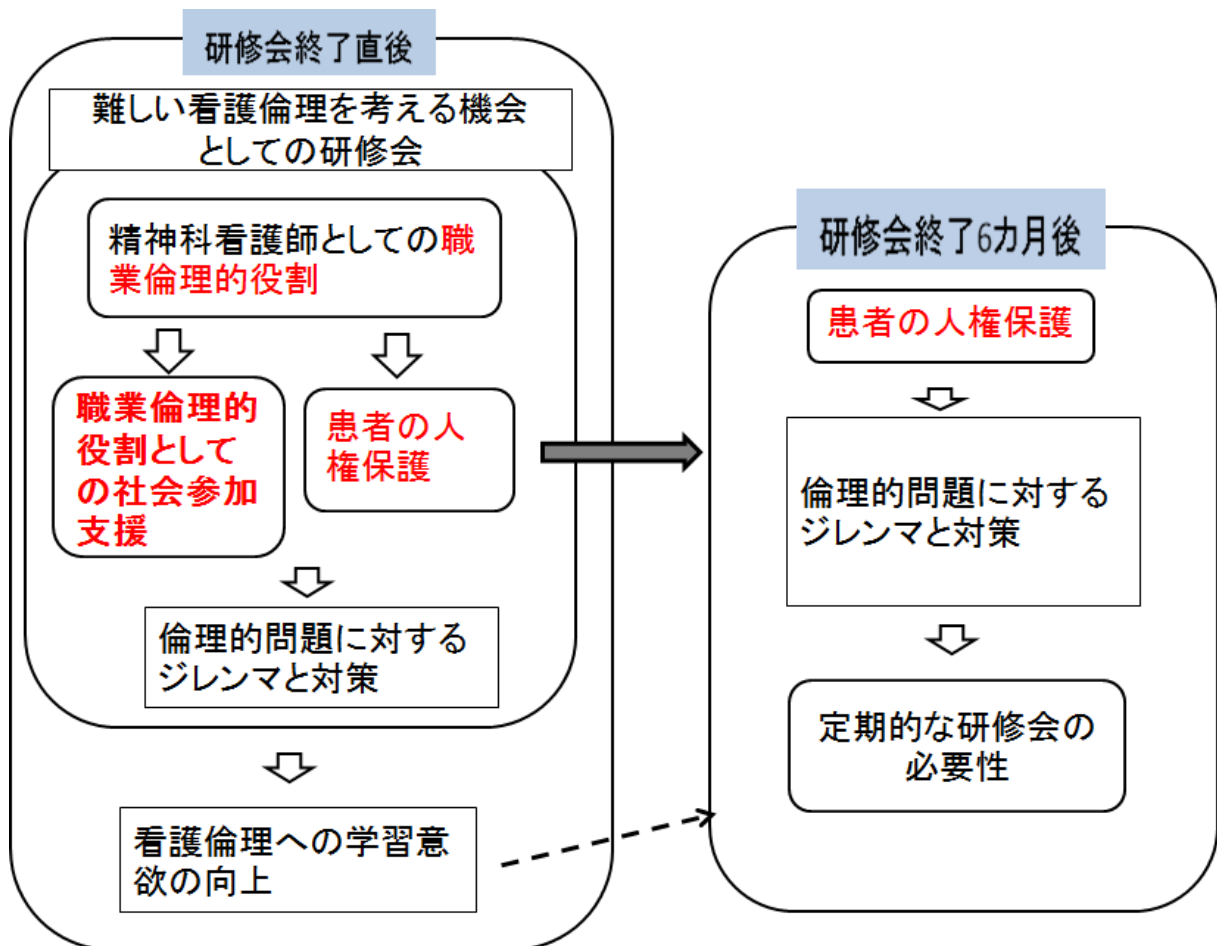 研修会終了直後
難しい看護倫理を考える機会
としての研修会
精神科看護師としての職
業倫理的役割
職業倫理的
役割として
の社会参加
支援
患者の人
権保護
倫理的問題に対する
ジレンマと対策
看護倫理への学習意
欲の向上
研修会終了6カ月後
患者の人権保護
倫理的問題に対する
ジレンマと対策
定期的な研修会の
必要性